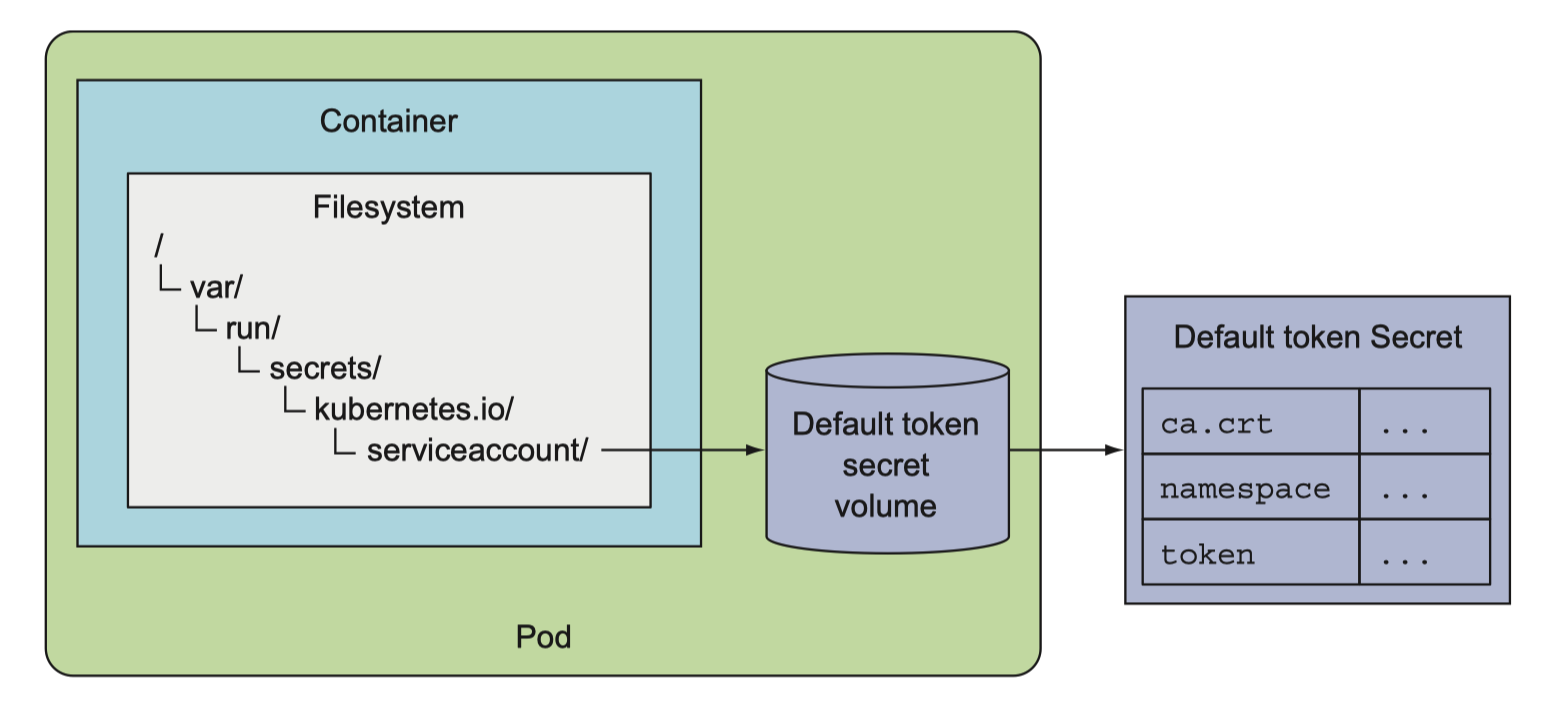 Container
Filesystem
/
var/
run/
secrets/
kubernetes.io/
serviceaccount/
Default token
secret
volume
Pod
Default token Secret
ca.crt ...
namespace ...
token ...